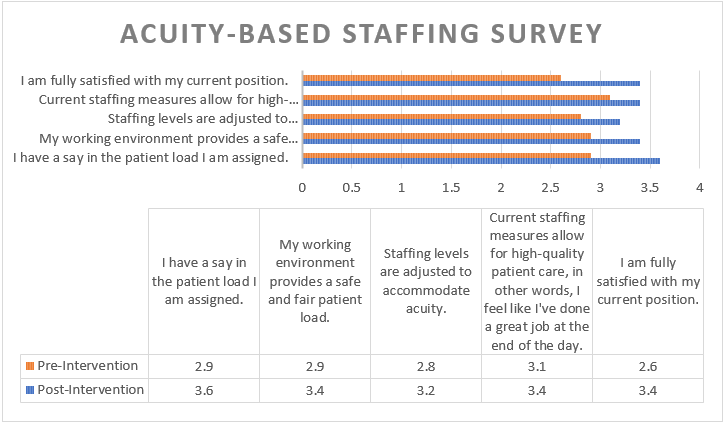 ACUITY-BASED STAFFING SURVEY
I am fully satisfied with my current position.
Current staffing measures allow for high-...
Staffing levels are adjusted to...
My working environment provides a safe...
I have a say in the patient load I am assigned.
0 0.5 1 1.5 2 2.5 3 3.5 4
I have a say in
the patient load I
am assigned.
My working
environment
provides a safe
and fair patient
load.
Staffing levels
are adjusted to
accommodate
acuity.
Current staffing
measures allow
for high-quality
patient care, in
other words, I
feel like I've done
a great job at the
end of the day.
I am fully
satisfied with my
current position.
Pre-Intervention 2.9 2.9 2.8 3.1 2.6
Post-Intervention 3.6 3.4 3.2 3.4 3.4